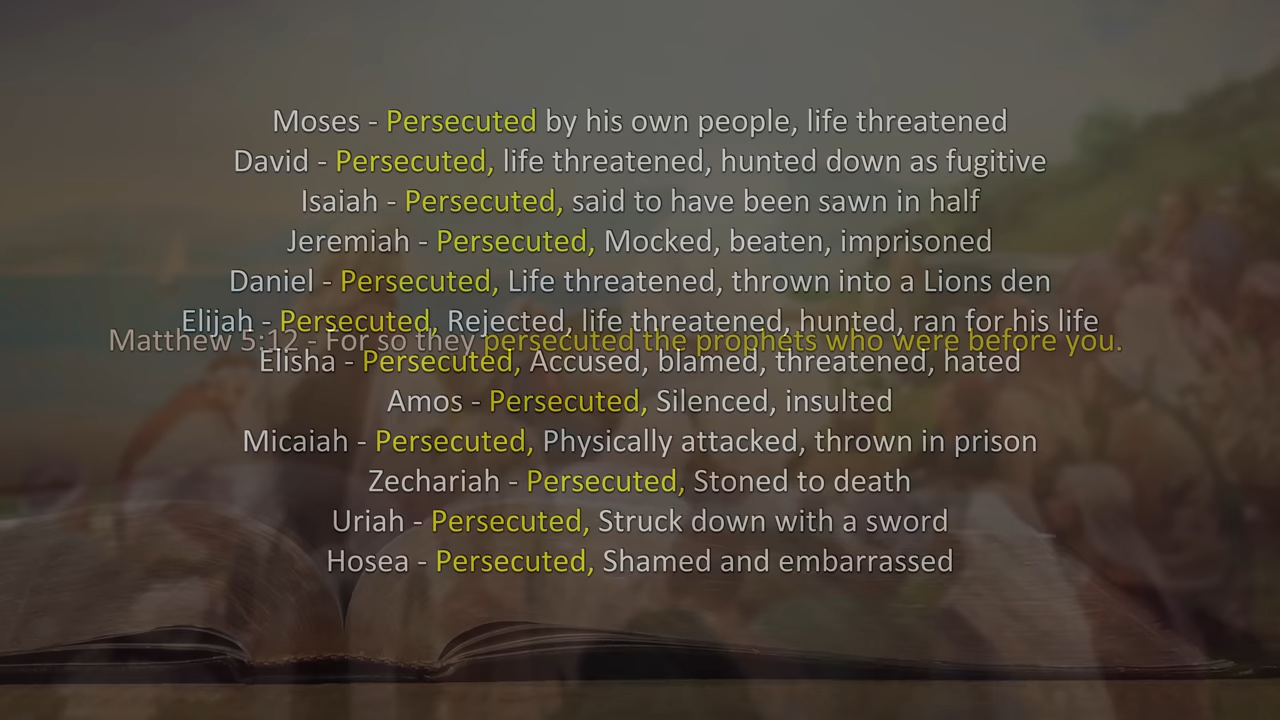 Moses - Persecuted by his own people, life threatened
David - Persecuted, life threatened, hunted down as fugitive
Isaiah - Persecuted, said to have been sawn in half
Jeremiah - Persecuted, Mocked, beaten, imprisoned
Daniel - Persecuted, Life threatened, thrown into a Lions den
Elijah - Persecuted, Rejected, life threatened, hunted, ran for his life
Matthew 5:12 - For so they persecuted the prophets who were before you.
Elisha - Persecuted, Accused, blamed, threatened, hated
Amos - Persecuted, Silenced, insulted
Micaiah - Persecuted, Physically attacked, thrown in prison
Zechariah - Persecuted, Stoned to death
Uriah - Persecuted, Struck down with a sword
Hosea - Persecuted, Shamed and embarrassed